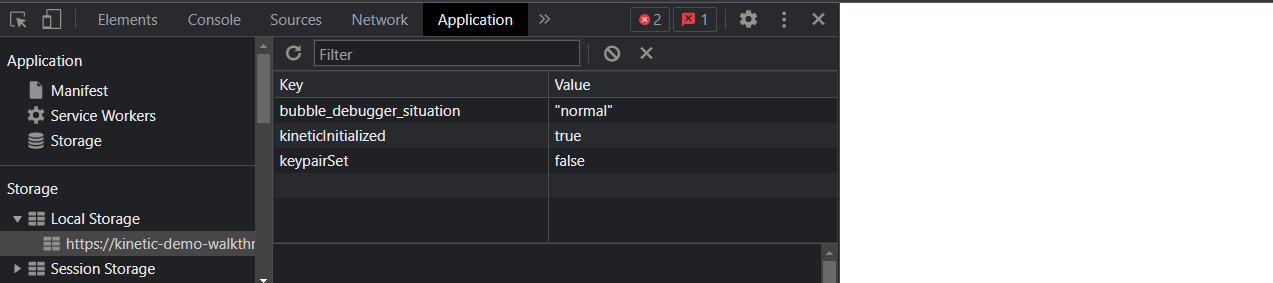 Elements Console Sources Network Application » 2 1
Application
Manifest
Service Workers
Storage
Storage
Local Storage
https://kinetic-demo-walkthr
Session Storage
Filter
Key Value
bubble_debugger_situation "normal"
kineticInitialized true
keypairSet false